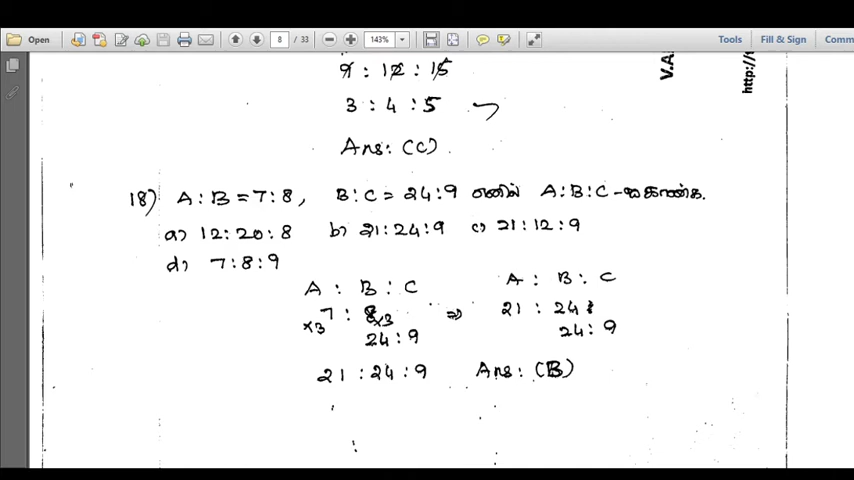 Open
8 / 33
143%
Tools
Fill & Sign
Comm
V.A
http://
9 : 12 : 15
3 : 4 : 5
Ans: (C).
18) A:B=7:8, B:C=24:9 எனில் A:B:C-ஐ காண்க.
a) 12:20:8 b) 21:24:9 c) 21:12:9
d) 7:8:9
A : B : C
×3 7 : 8 ×3
24:9
21 : 24 : 9
⇒ A : B : C
21 : 24 :
24 : 9
Ans: (B)